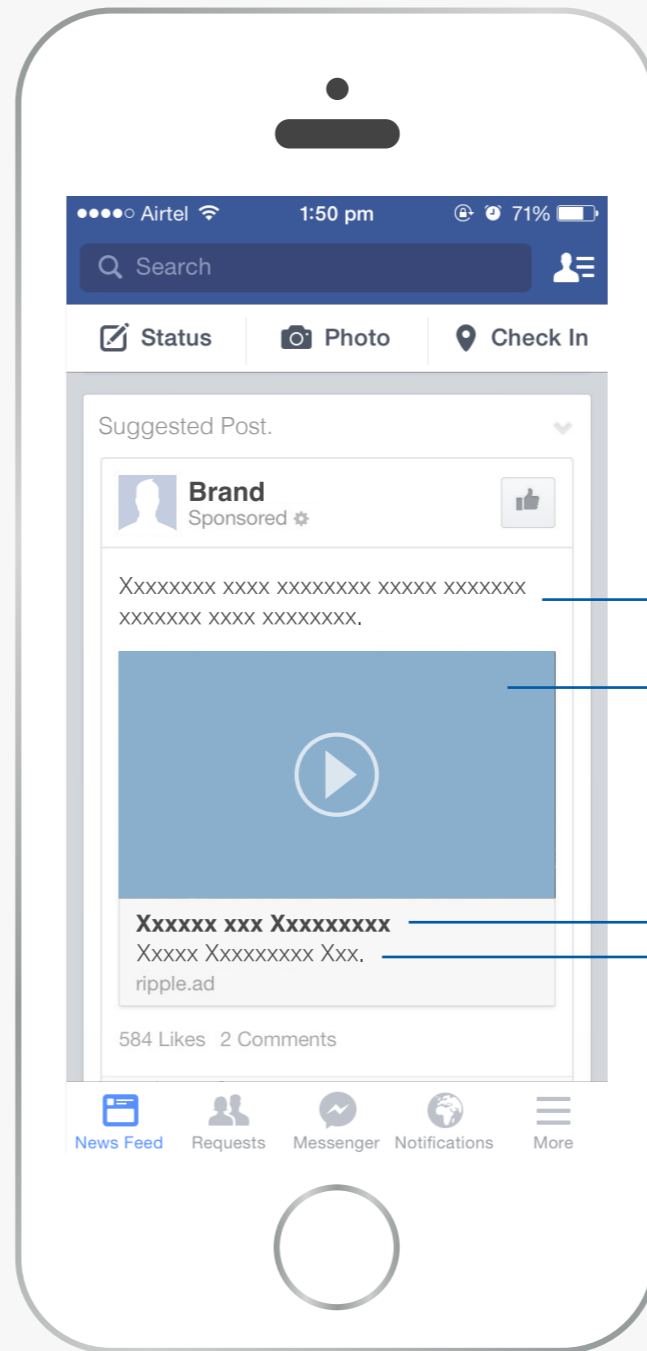 Airtel 1:50 pm 71%
Search
Status Photo Check In
Suggested Post.
Brand
Sponsored
Xxxxxxxx xxxx xxxxxxxx xxxxx xxxxxxx
xxxxxxx xxxx xxxxxxxx.
Xxxxxx xxx Xxxxxxxxx
Xxxxx Xxxxxxxxx Xxx.
ripple.ad
584 Likes 2 Comments
News Feed Requests Messenger Notifications More